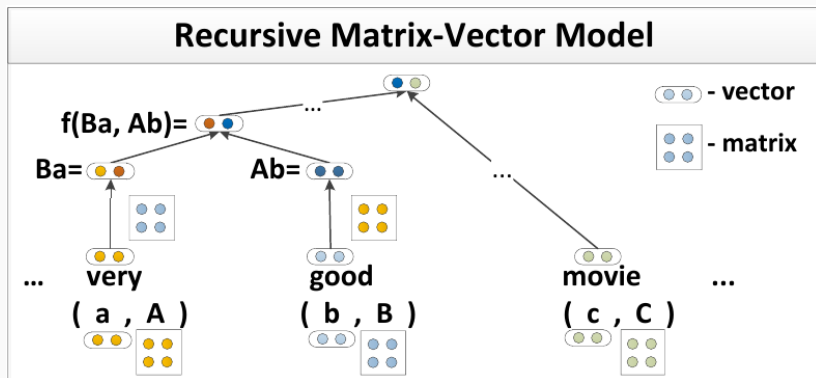 Recursive Matrix-Vector Model
... - vector
f(Ba, Ab)=
- matrix
Ba= Ab= ...
... very good movie ...
( a , A ) ( b , B ) ( c , C )